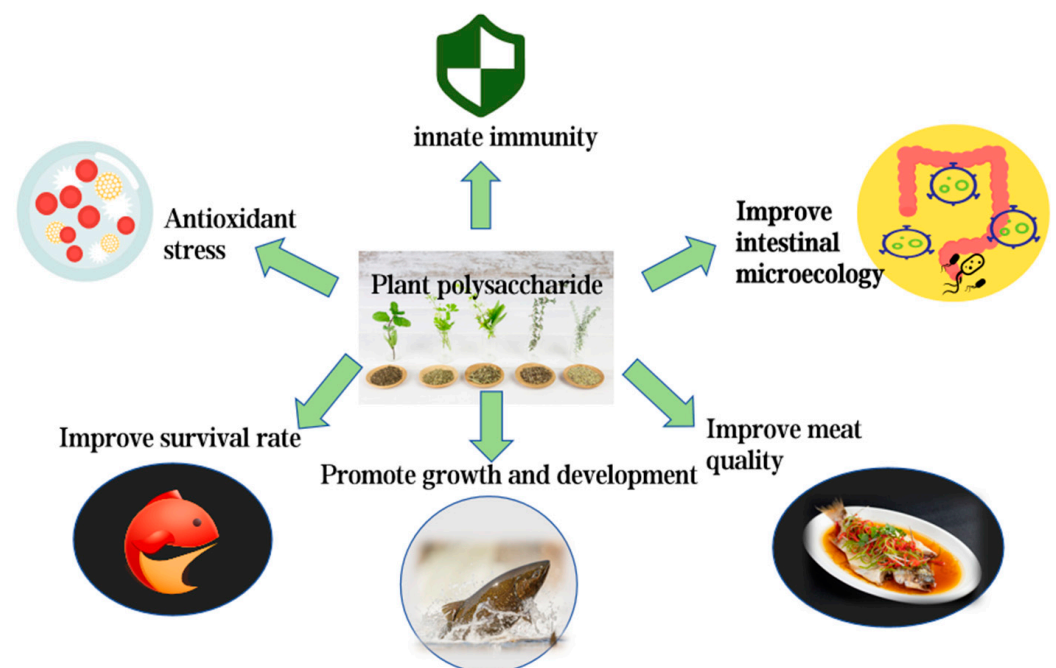 innate immunity
Antioxidant
stress
Improve
intestinal
microecology
Plant polysaccharide
Improve survival rate
Promote growth and development
Improve meat
quality